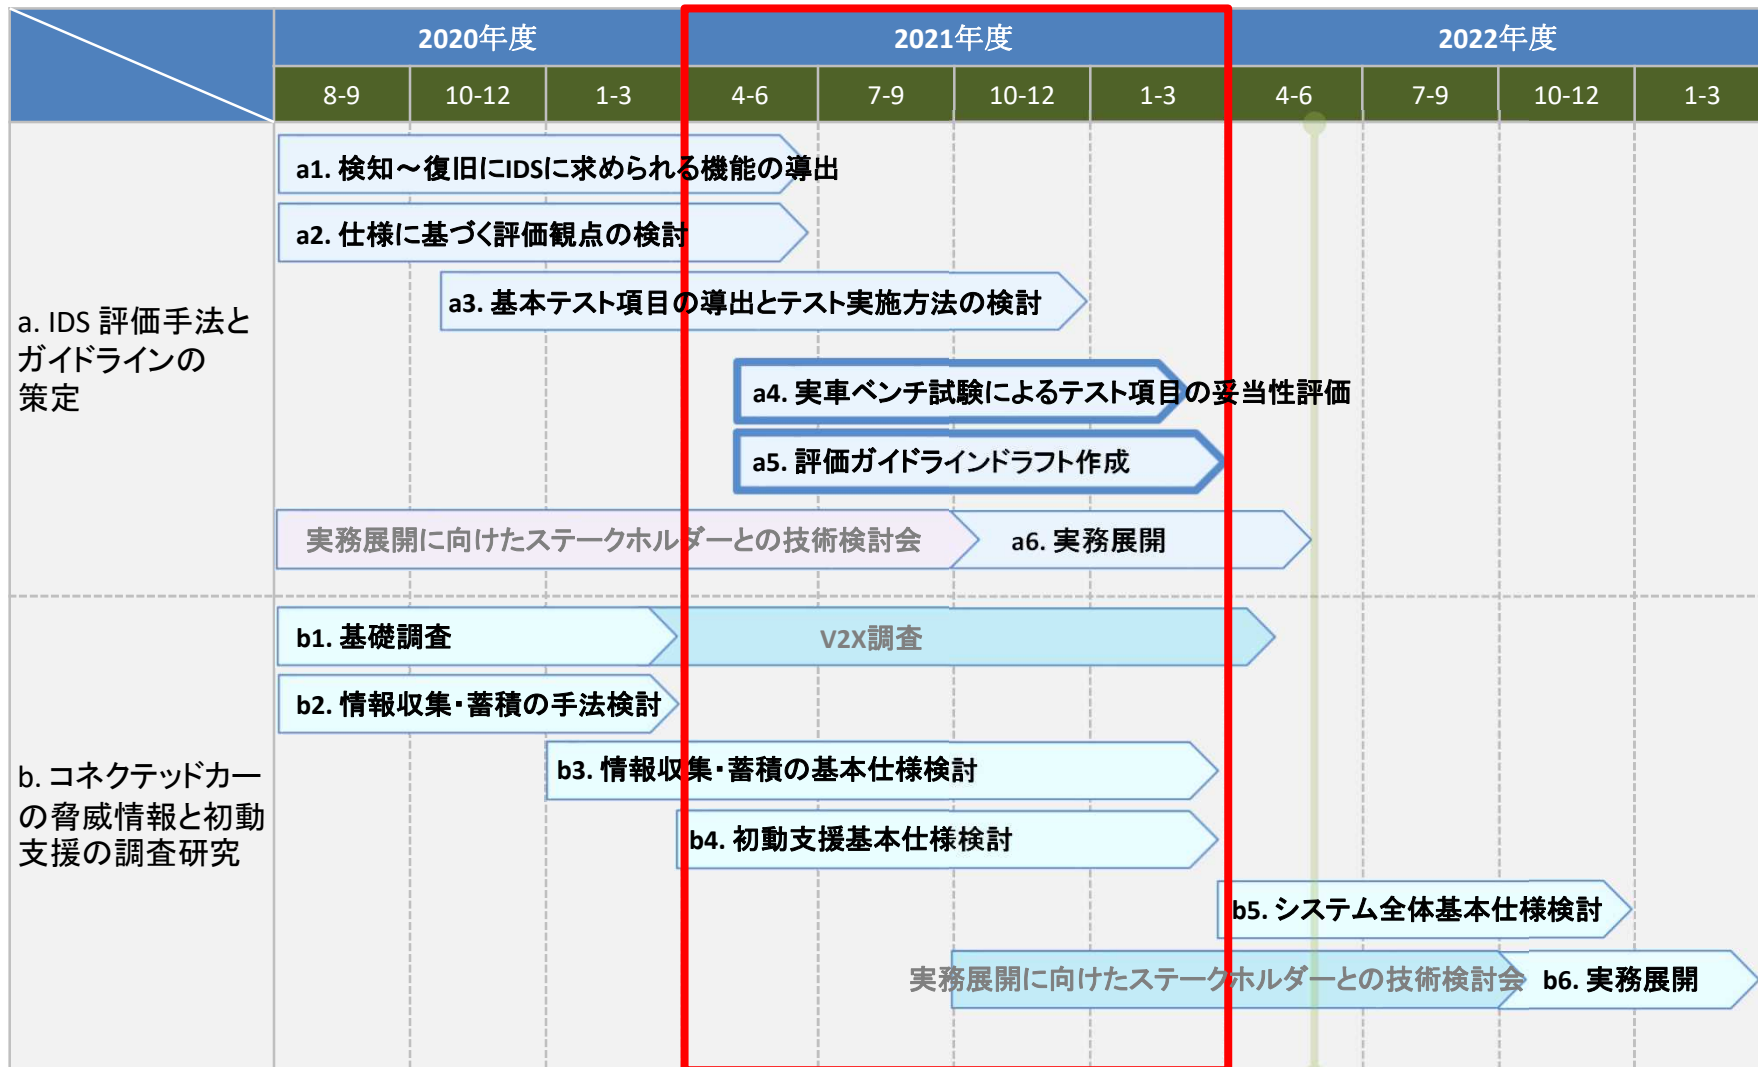 2020年度
2021年度
2022年度
8-9
10-12
1-3
4-6
7-9
10-12
1-3
4-6
7-9
10-12
1-3
a. IDS 評価手法と
ガイドラインの
策定
a1. 検知～復旧にIDSに求められる機能の導出
a2. 仕様に基づく評価観点の検討
a3. 基本テスト項目の導出とテスト実施方法の検討
a4. 実車ベンチ試験によるテスト項目の妥当性評価
a5. 評価ガイドラインドラフト作成
実務展開に向けたステークホルダーとの技術検討会
a6. 実務展開
b. コネクテッドカー
の脅威情報と初動
支援の調査研究
b1. 基礎調査
V2X調査
b2. 情報収集・蓄積の手法検討
b3. 情報収集・蓄積の基本仕様検討
b4. 初動支援基本仕様検討
b5. システム全体基本仕様検討
実務展開に向けたステークホルダーとの技術検討会
b6. 実務展開